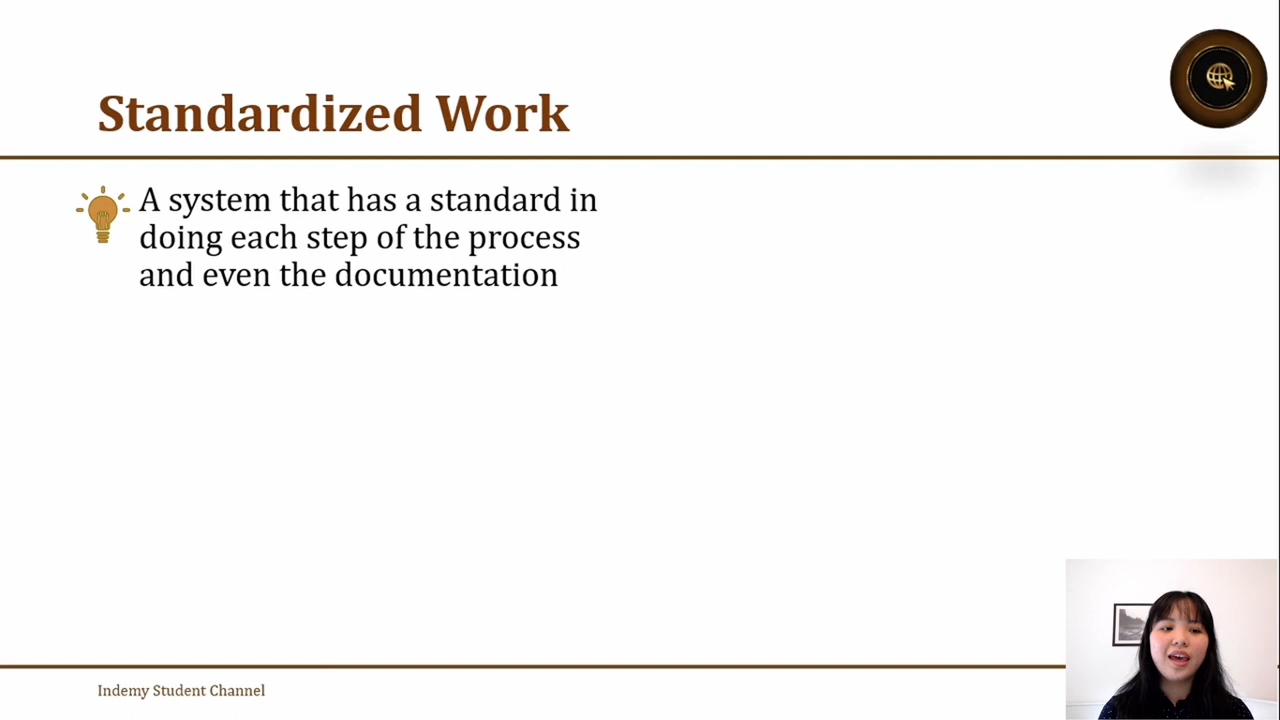 Standardized Work
A system that has a standard in
doing each step of the process
and even the documentation
Indemy Student Channel